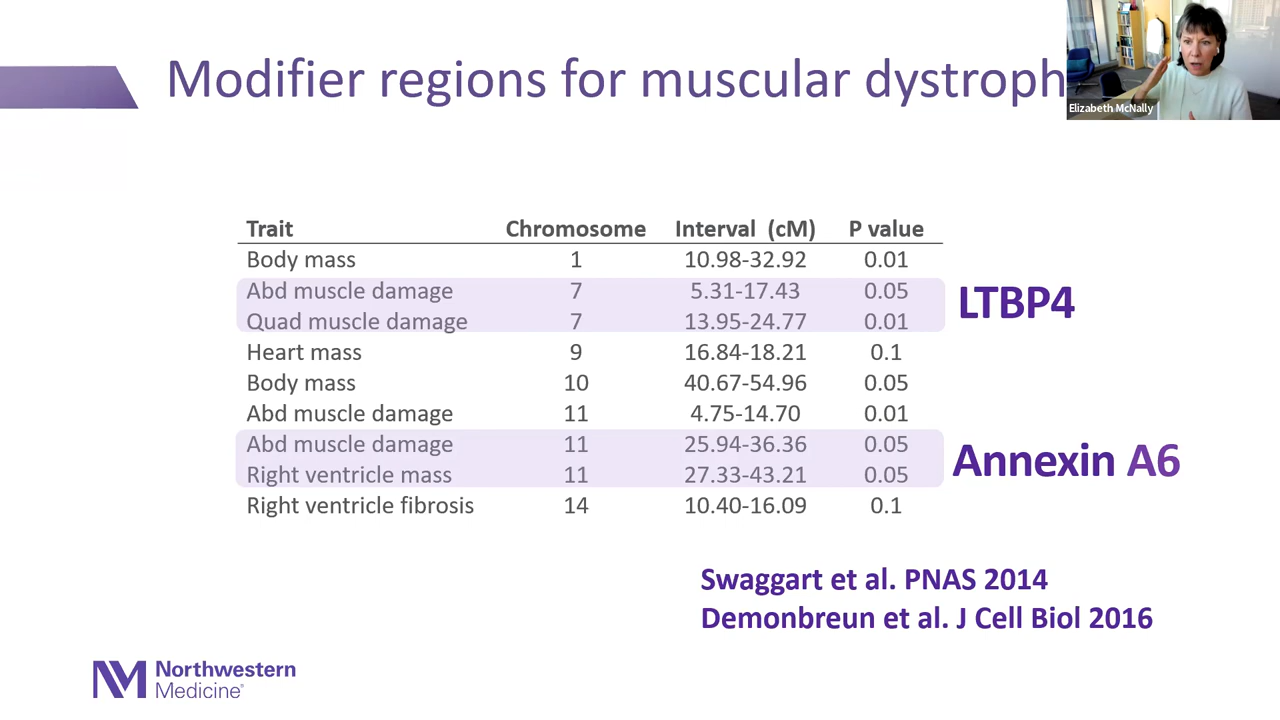 Modifier regions for muscular dystroph
Elizabeth McNally
Trait Chromosome Interval (cM) P value
Body mass 1 10.98-32.92 0.01
Abd muscle damage 7 5.31-17.43 0.05
Quad muscle damage 7 13.95-24.77 0.01
LTBP4
Heart mass 9 16.84-18.21 0.1
Body mass 10 40.67-54.96 0.05
Abd muscle damage 11 4.75-14.70 0.01
Abd muscle damage 11 25.94-36.36 0.05
Right ventricle mass 11 27.33-43.21 0.05
Annexin A6
Right ventricle fibrosis 14 10.40-16.09 0.1
Swaggart et al. PNAS 2014
Demonbreun et al. J Cell Biol 2016
NM Northwestern
Medicine®